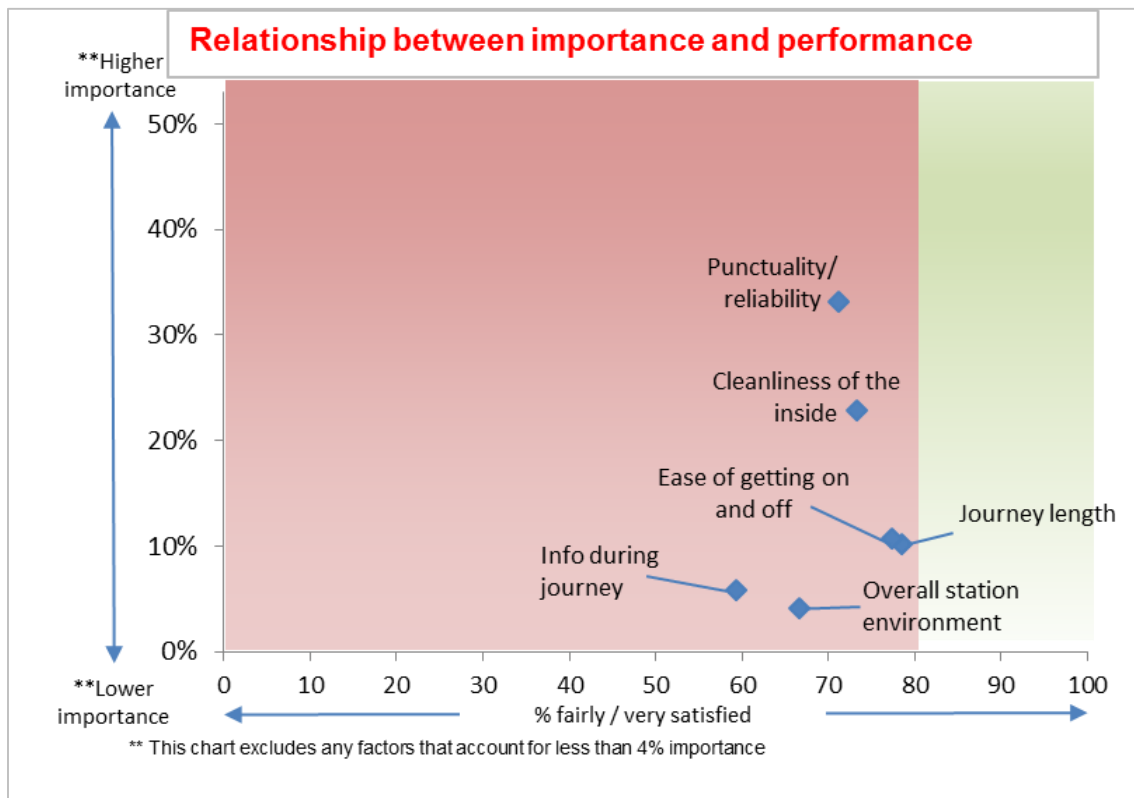 Relationship between importance and performance
**Higher
importance
50%
40%
Punctuality/
reliability
30%
Cleanliness of the
inside
20%
Ease of getting on
and off
Journey length
10%
Info during
journey
Overall station
environment
0%
**Lower
importance
0 10 20 30 40 50 60 70 80 90 100
% fairly / very satisfied
** This chart excludes any factors that account for less than 4% importance